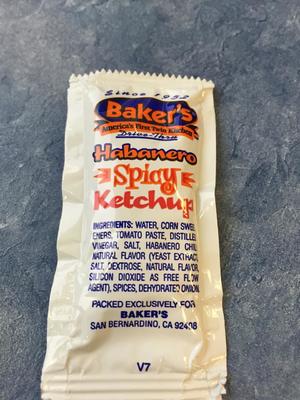 Since 1952
Baker's
America's First Twin Kitchen
Drive-Thru
Habanero
Spicy
Ketchup
INGREDIENTS: WATER, CORN SWEET
ENERS, TOMATO PASTE, DISTILLED
VINEGAR, SALT, HABANERO CHILI
NATURAL FLAVOR (YEAST EXTRACT,
SALT, DEXTROSE, NATURAL FLAVOR,
SILICON DIOXIDE AS FREE FLOW
AGENT), SPICES, DEHYDRATED ONION.
PACKED EXCLUSIVELY FOR
BAKER'S
SAN BERNARDINO, CA 92408
V7